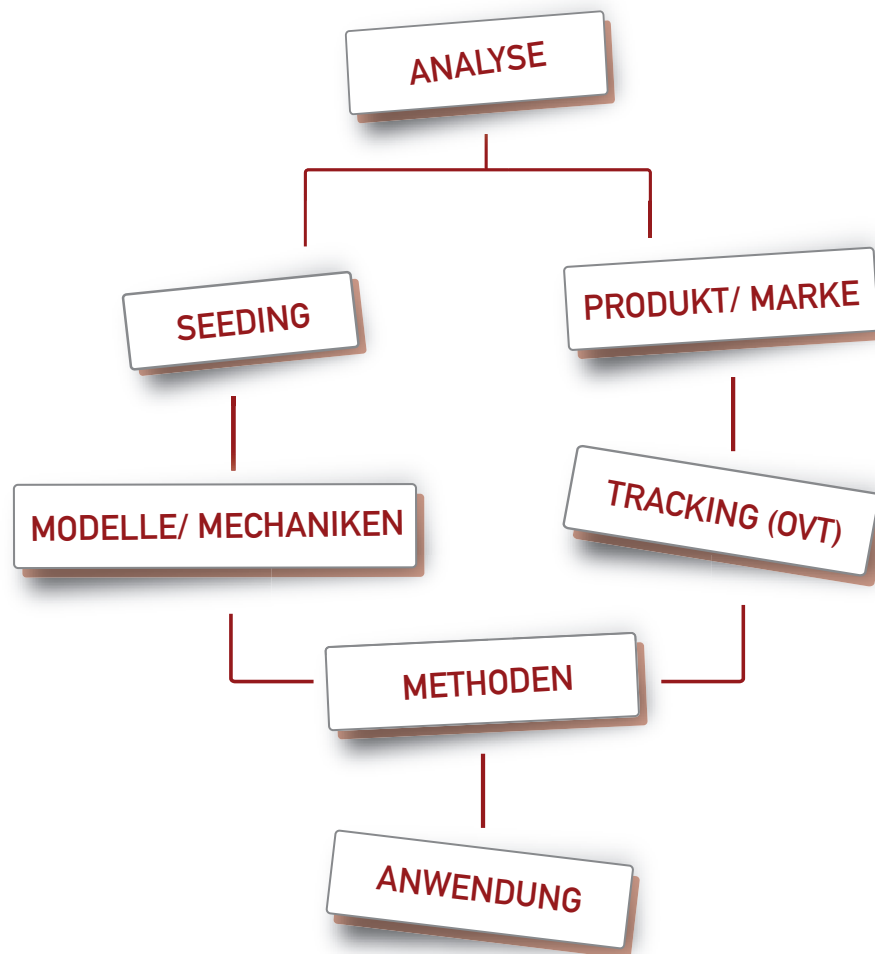 ANALYSE
SEEDING
PRODUKT/ MARKE
MODELLE/ MECHANIKEN
TRACKING (OVT)
METHODEN
ANWENDUNG